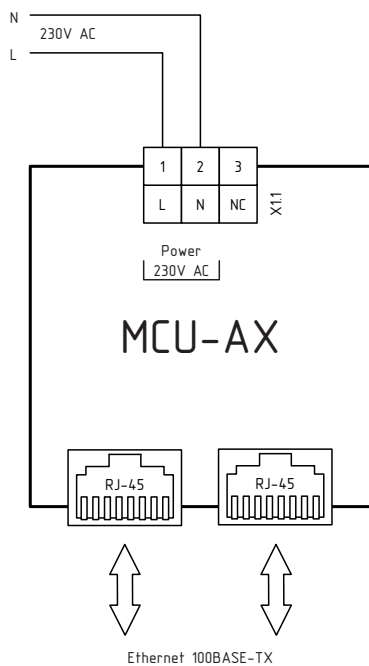 N
230V AC
L
1 2 3
L N NC
X1.1
Power
230V AC
MCU-AX
RJ-45 RJ-45
Ethernet 100BASE-TX